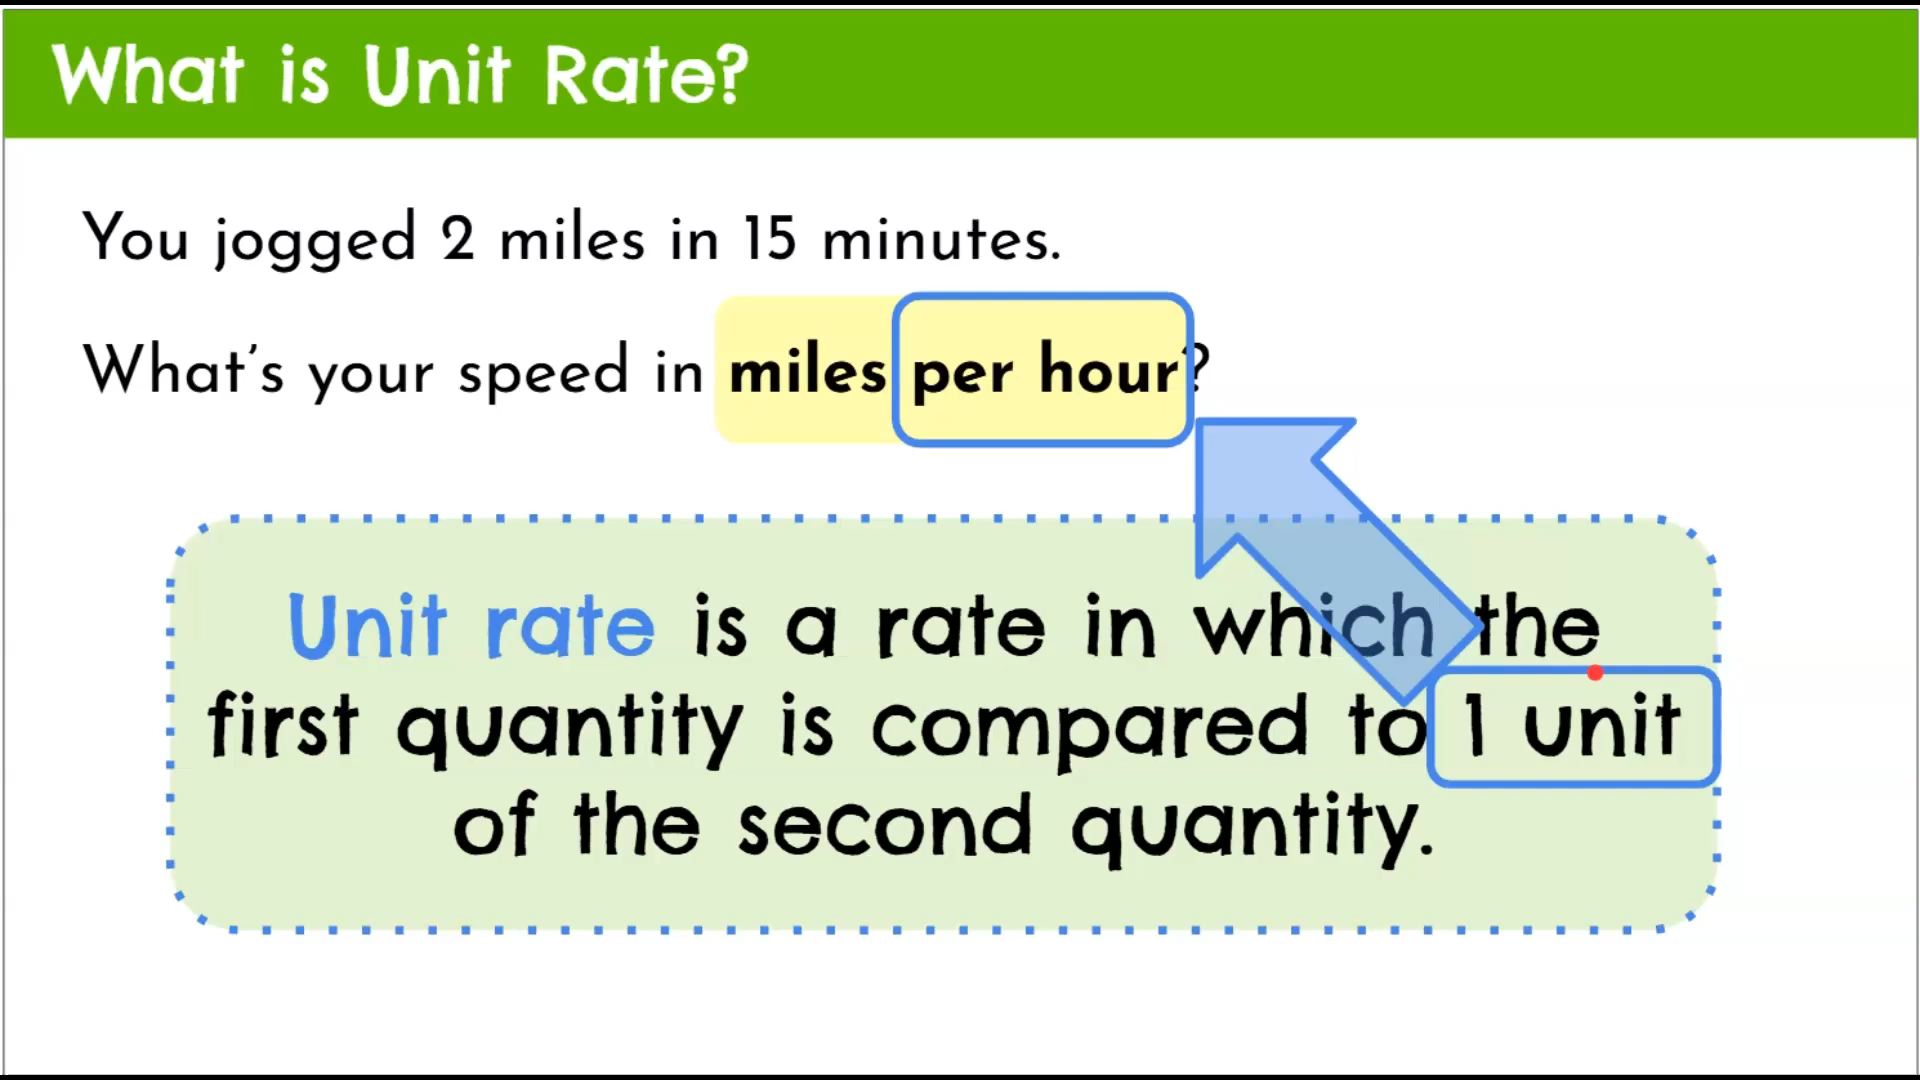 What is Unit Rate?
You jogged 2 miles in 15 minutes.
What’s your speed in miles per hour?
Unit rate is a rate in which the
first quantity is compared to 1 unit
of the second quantity.